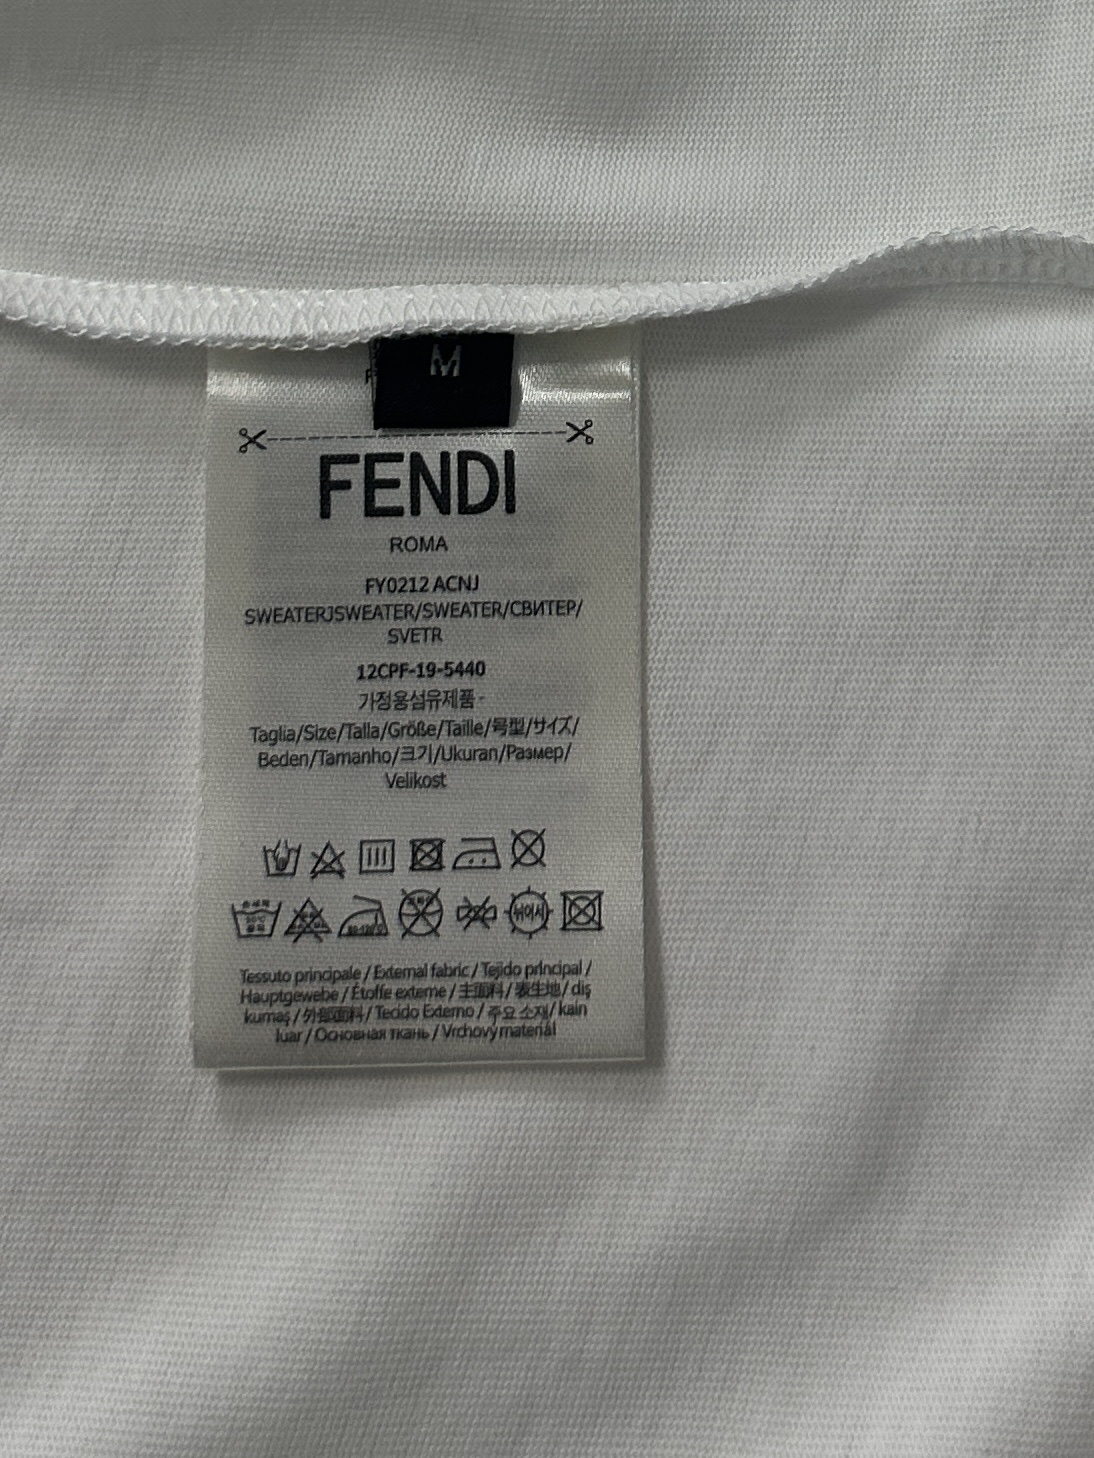 M
FENDI
ROMA
FY0212 ACNJ
SWEATERJSWEATER/SWEATER/СВИТЕР/
SVETR
12CPF-19-5440
가정용섬유제품-
Taglia/Size/Talla/Größe/Taille/号型/サイズ/
Beden/Tamanho/크기/Ukuran/Размер/
Velikost
Tessuto principale / External fabric / Tejido principal /
Hauptgewebe / Étoffe externe / 主面料 / 表生地 / diş
kumaş / 外部面料 / Tecido Externo / 주요 소재 / kain
luar / Основная ткань / Vrchový materiál